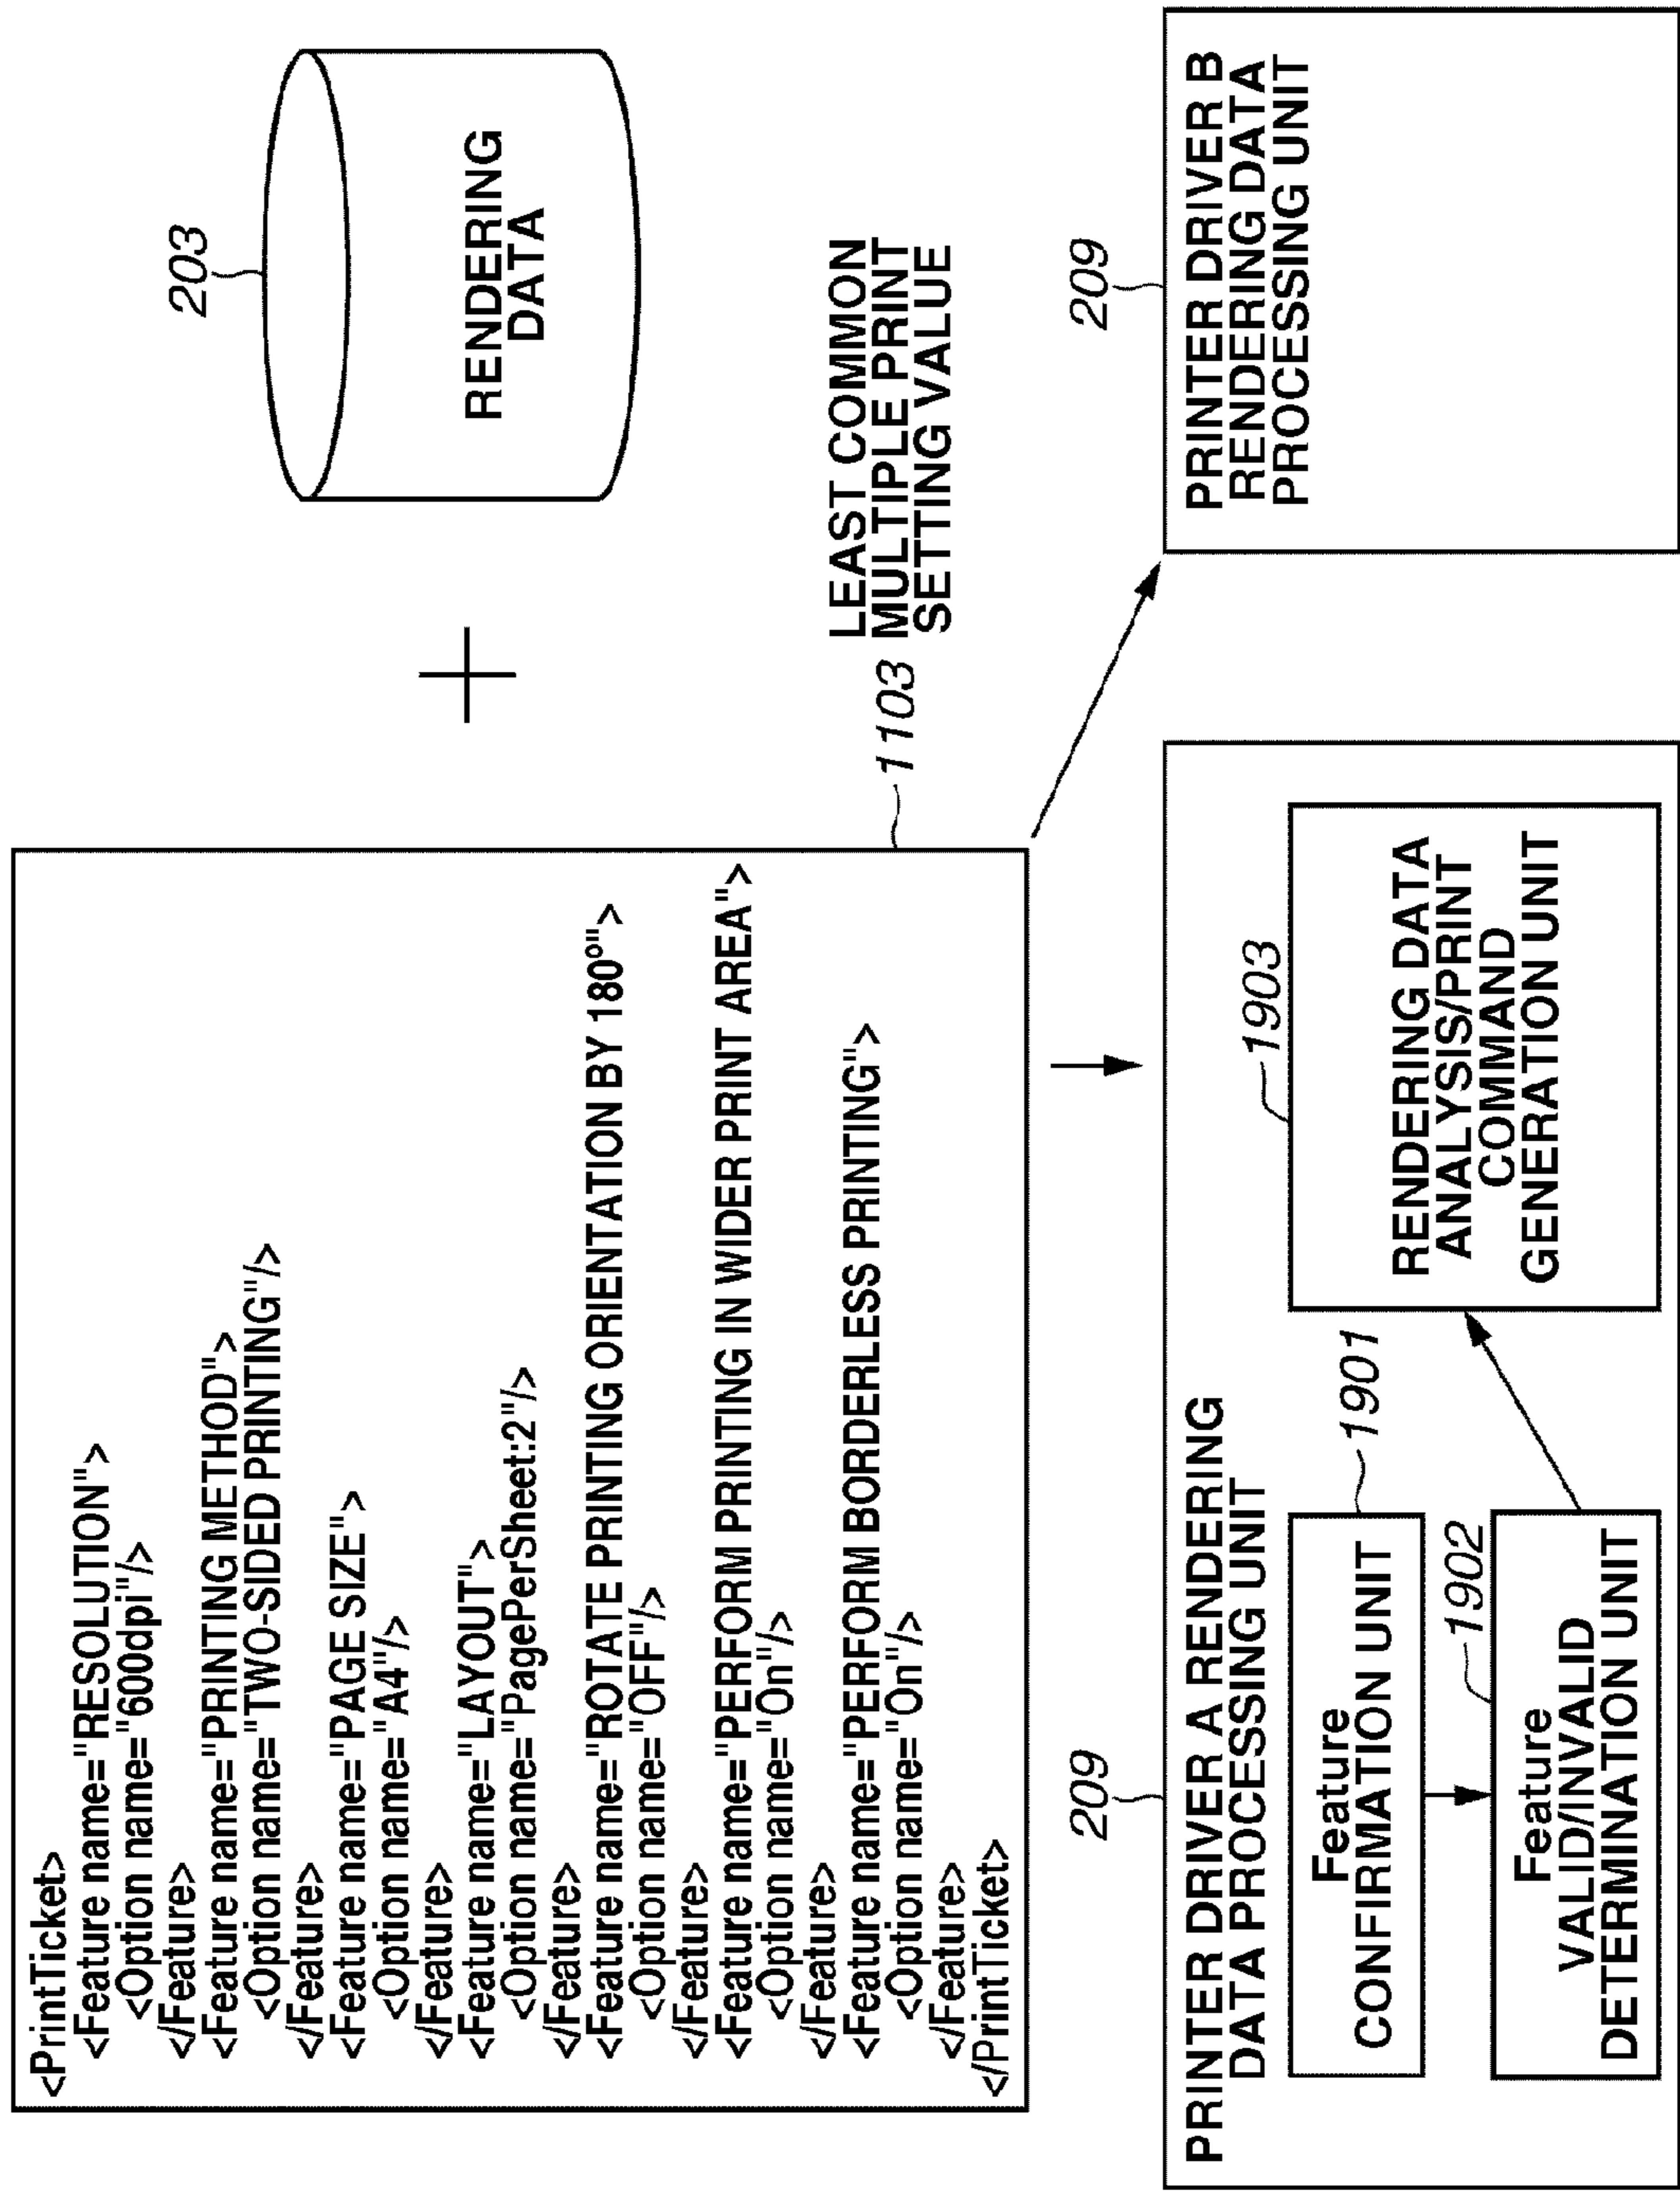 <PrintTicket>
<Feature name="RESOLUTION">
<Option name="600dpi"/>
</Feature>
<Feature name="PRINTING METHOD">
<Option name="TWO-SIDED PRINTING"/>
</Feature>
<Feature name="PAGE SIZE">
<Option name="A4"/>
</Feature>
<Feature name="LAYOUT">
<Option name="PagePerSheet:2"/>
</Feature>
<Feature name="ROTATE PRINTING ORIENTATION BY 180º">
<Option name="OFF"/>
</Feature>
<Feature name="PERFORM PRINTING IN WIDER PRINT AREA">
<Option name="On"/>
</Feature>
<Feature name="PERFORM BORDERLESS PRINTING">
<Option name="On"/>
</Feature>
</PrintTicket>
+
203
RENDERING
DATA
1103
LEAST COMMON
MULTIPLE PRINT
SETTING VALUE
209
PRINTER DRIVER A RENDERING
DATA PROCESSING UNIT
Feature
CONFIRMATION UNIT
1901
1902
Feature
VALID/INVALID
DETERMINATION UNIT
1903
RENDERING DATA
ANALYSIS/PRINT
COMMAND
GENERATION UNIT
209
PRINTER DRIVER B
RENDERING DATA
PROCESSING UNIT